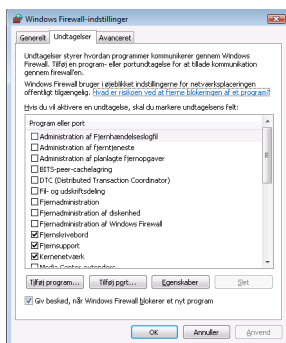 Windows Firewall-indstillinger
Generelt Undtagelser Avanceret
Undtagelser styrer hvordan programmer kommunikerer gennem Windows
Firewall. Tilføj en program- eller portundtagelse for at tillade kommunikation
gennem firewallen.
Windows Firewall bruger i øjeblikket indstillingerne for netværksplaceringen
offentligt tilgængelig. Hvad er risikoen ved at fjerne blokeringen af et program?
Hvis du vil aktivere en undtagelse, skal du markere undtagelsens felt:
Program eller port
Administration af Fjernhændelseslogfil
Administration af fjerntjeneste
Administration af planlagte fjernopgaver
BITS-peer-cachelagring
DTC (Distributed Transaction Coordinator)
Fil- og udskriftsdeling
Fjernadministration
Fjernadministration af diskenhed
Fjernadministration af Windows Firewall
Fjernskrivebord
Fjernsupport
Kernenetværk
Media Center extenders
Tilføj program... Tilføj port... Egenskaber Slet
Giv besked, når Windows Firewall blokerer et nyt program
OK Annuller Anvend